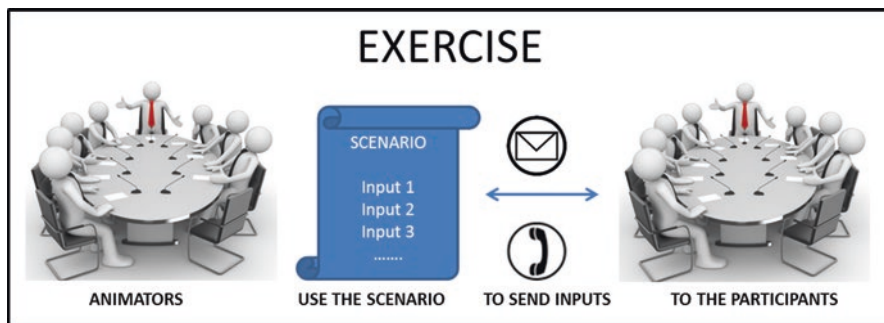 EXERCISE
SCENARIO
Input 1
Input 2
Input 3
.......
ANIMATORS
USE THE SCENARIO
TO SEND INPUTS
TO THE PARTICIPANTS